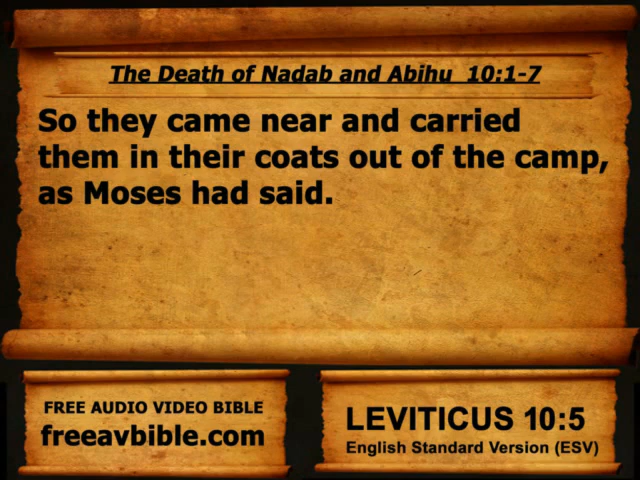 The Death of Nadab and Abihu  10:1-7
So they came near and carried
them in their coats out of the camp,
as Moses had said.
FREE AUDIO VIDEO BIBLE
freeavbible.com
LEVITICUS 10:5
English Standard Version (ESV)